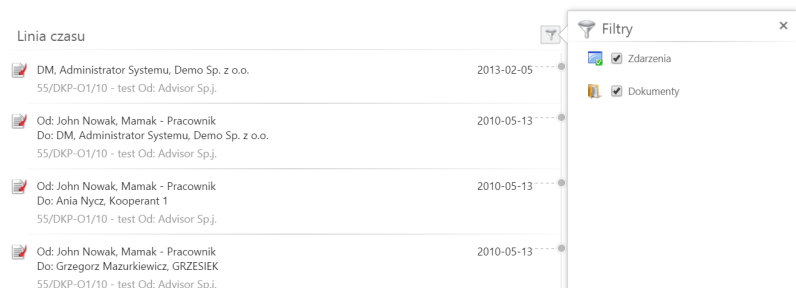 Linia czasu
DM, Administrator Systemu, Demo Sp. z o.o.
2013-02-05
55/DKP-O1/10 - test Od: Advisor Sp.j.
Od: John Nowak, Mamak - Pracownik
2010-05-13
Do: DM, Administrator Systemu, Demo Sp. z o.o.
55/DKP-O1/10 - test Od: Advisor Sp.j.
Od: John Nowak, Mamak - Pracownik
2010-05-13
Do: Ania Nycz, Kooperant 1
55/DKP-O1/10 - test Od: Advisor Sp.j.
Od: John Nowak, Mamak - Pracownik
2010-05-13
Do: Grzegorz Mazurkiewicz, GRZESIEK
55/DKP-O1/10 - test Od: Advisor Sp.j.
Filtry
Zdarzenia
Dokumenty